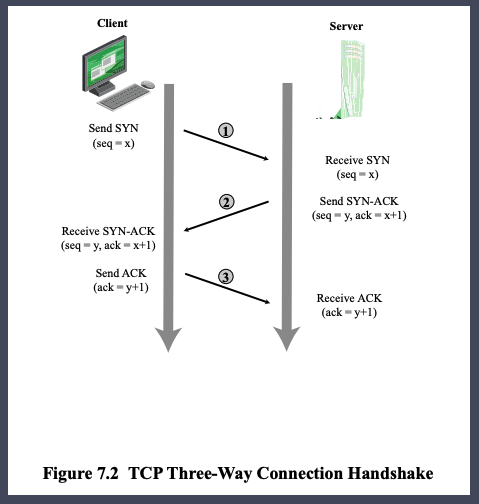 Client
Server
Send SYN
(seq = x)
1
Receive SYN
(seq = x)
2
Send SYN-ACK
(seq = y, ack = x+1)
Receive SYN-ACK
(seq = y, ack = x+1)
Send ACK
(ack = y+1)
3
Receive ACK
(ack = y+1)
Figure 7.2 TCP Three-Way Connection Handshake